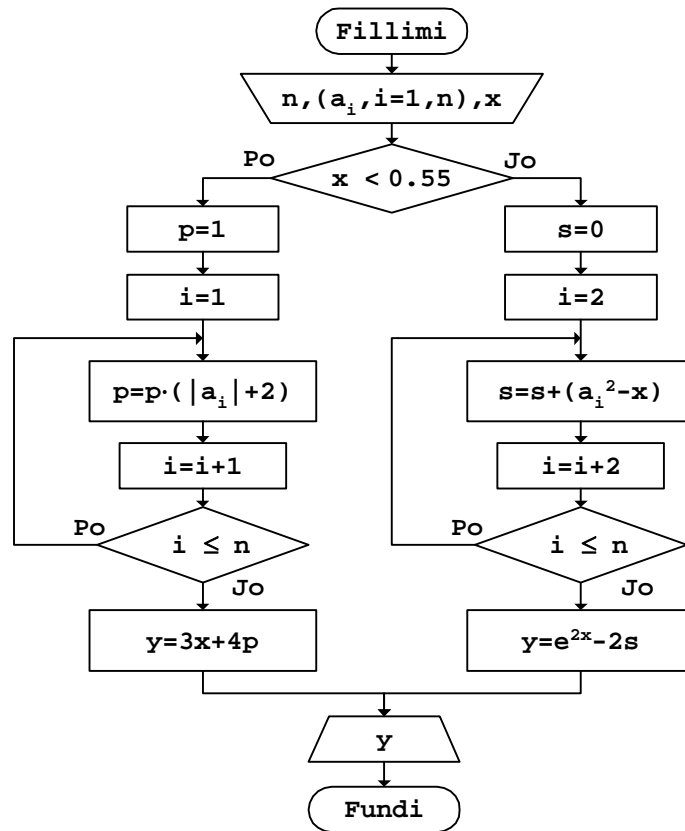 Fillimi
n,(aᵢ,i=1,n),x
Po
Jo
x < 0.55
p=1
i=1
p=p·(|aᵢ|+2)
i=i+1
Po
i ≤ n
Jo
y=3x+4p
s=0
i=2
s=s+(aᵢ²-x)
i=i+2
Po
i ≤ n
Jo
y=e²ˣ-2s
y
Fundi